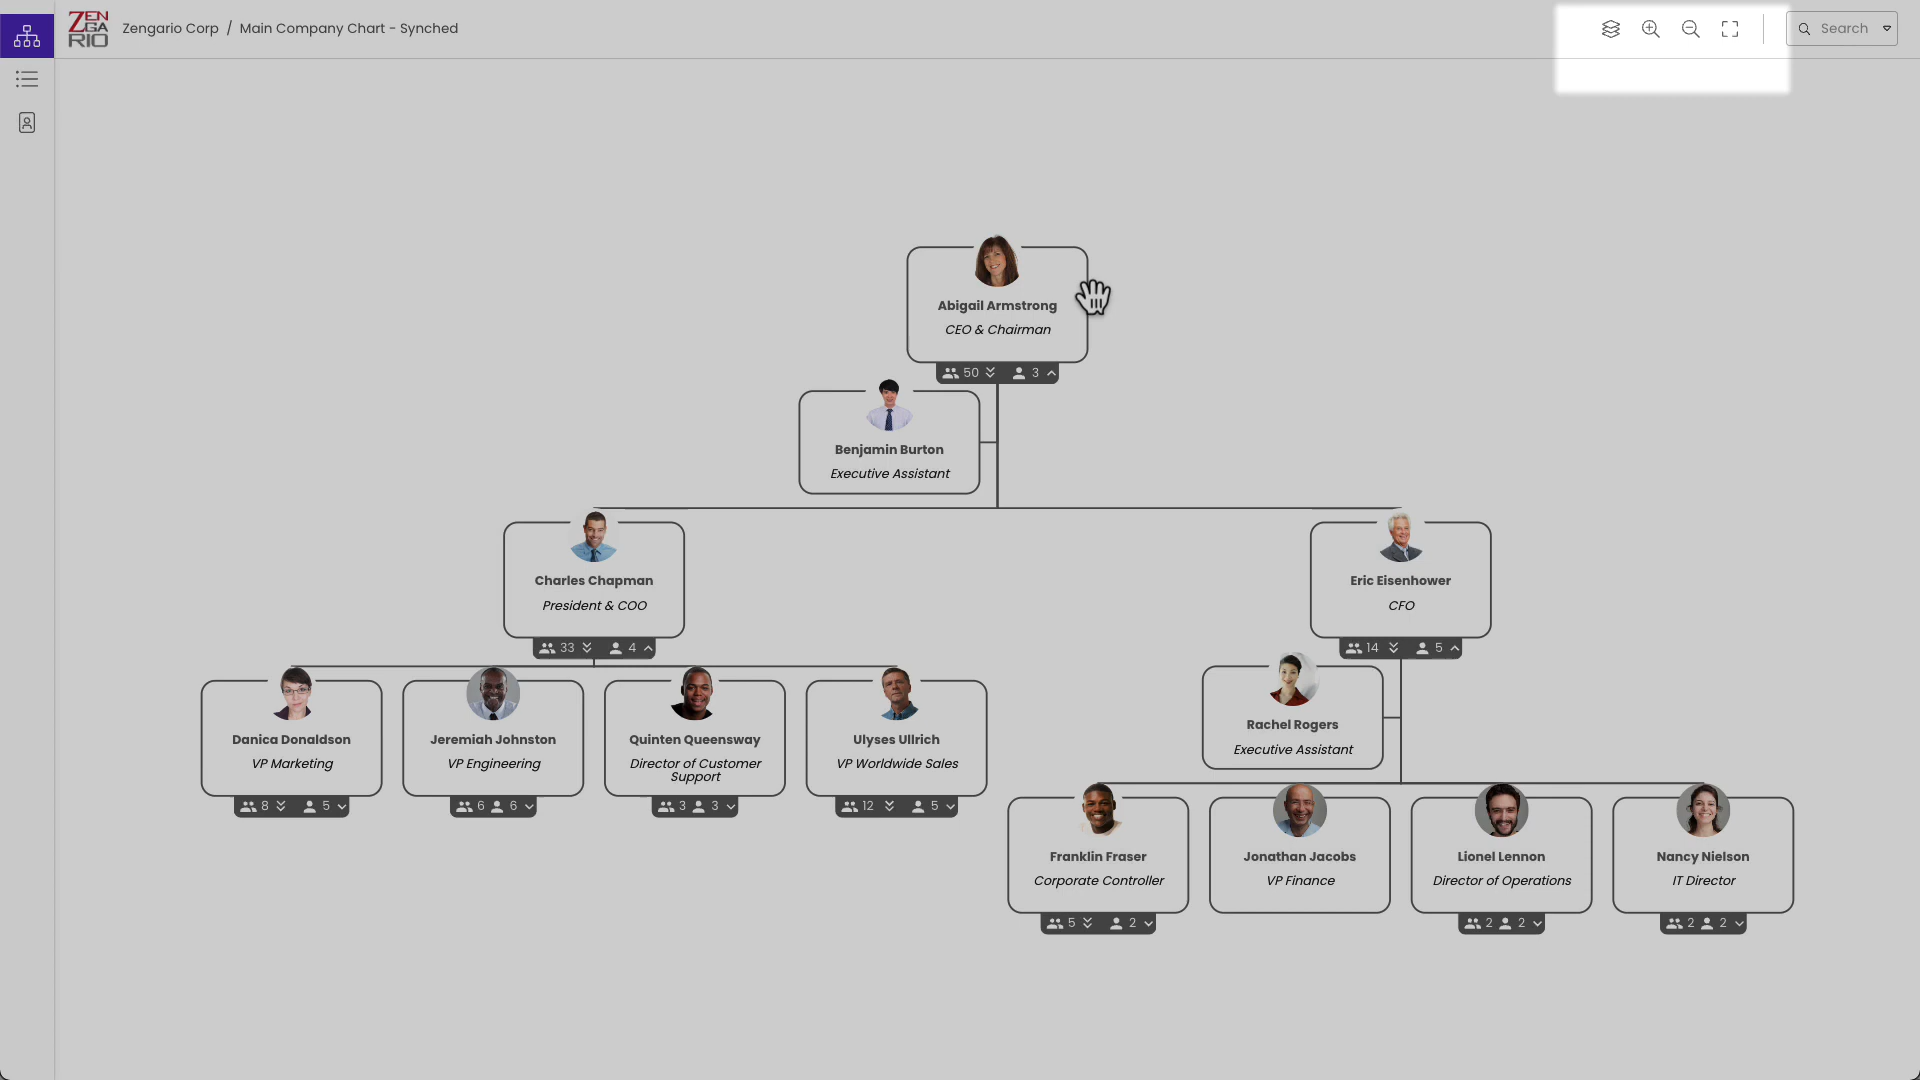 ZEN
GA
RIO
Zengario Corp / Main Company Chart - Synched
Search
Abigail Armstrong
CEO & Chairman
50 3
Benjamin Burton
Executive Assistant
Charles Chapman
President & COO
33 4
Eric Eisenhower
CFO
14 5
Danica Donaldson
VP Marketing
8 5
Jeremiah Johnston
VP Engineering
6 6
Quinten Queensway
Director of Customer
Support
3 3
Ulyses Ullrich
VP Worldwide Sales
12 5
Rachel Rogers
Executive Assistant
Franklin Fraser
Corporate Controller
5 2
Jonathan Jacobs
VP Finance
Lionel Lennon
Director of Operations
2 2
Nancy Nielson
IT Director
2 2